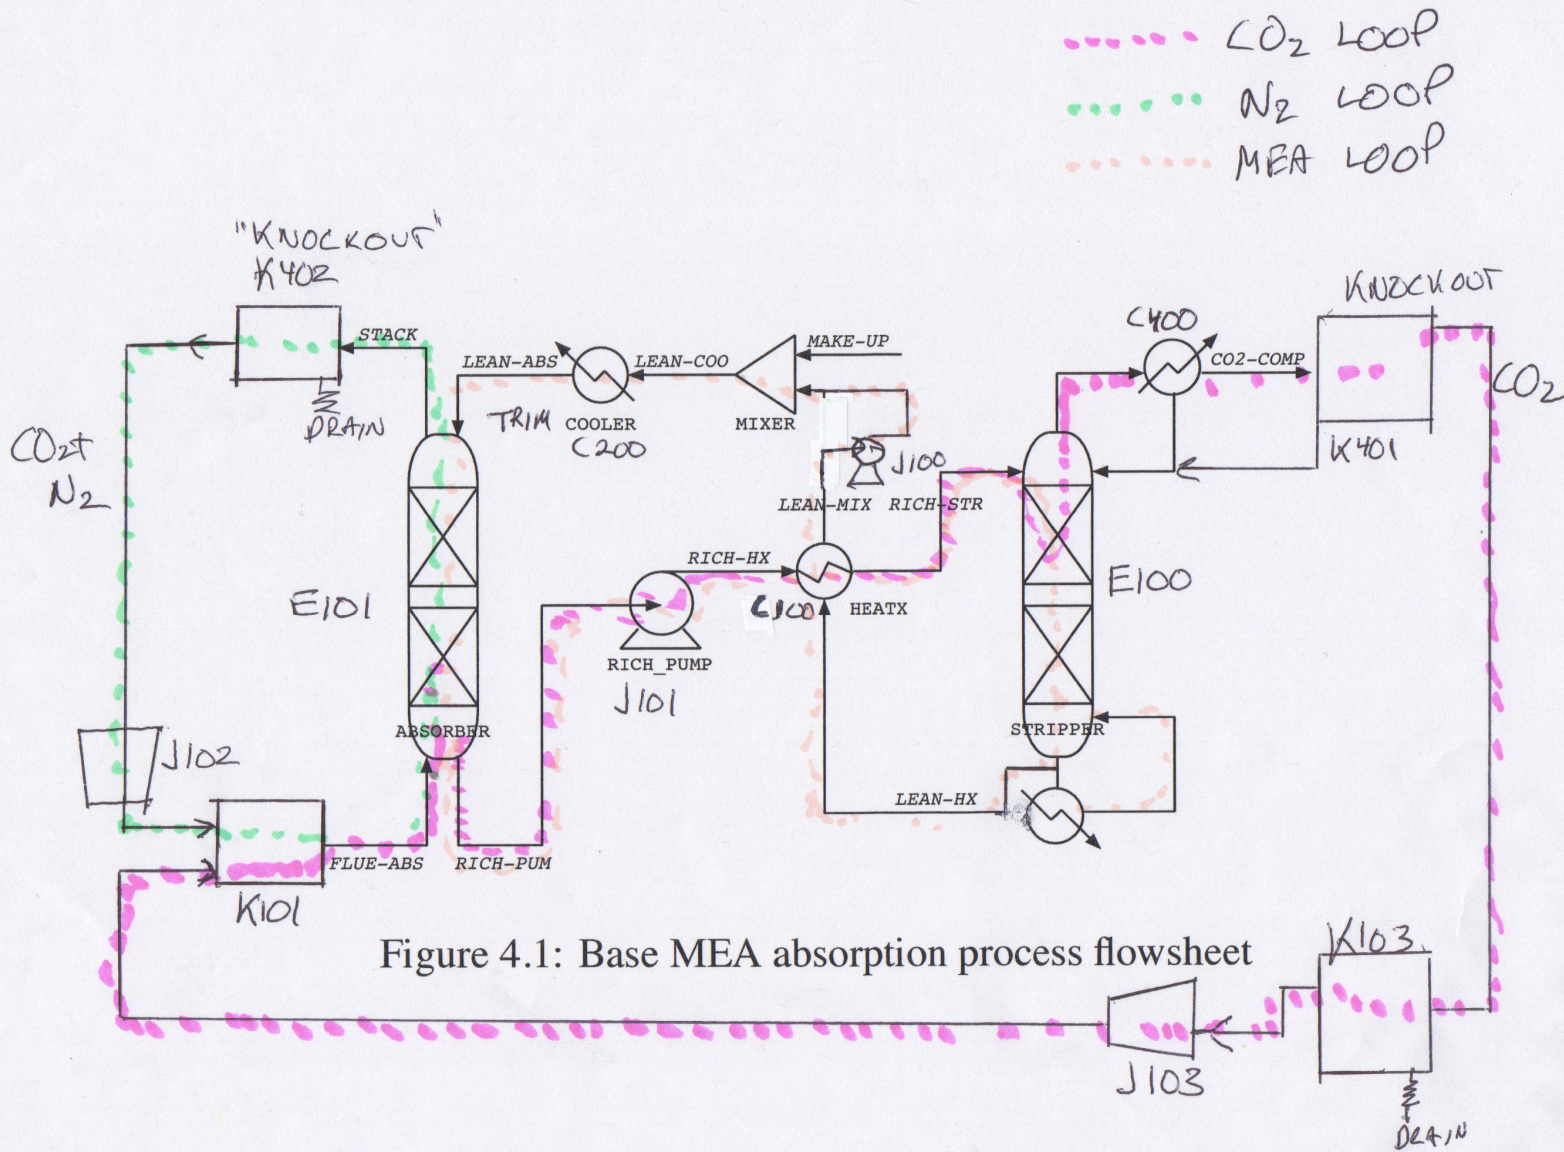 CO2 LOOP
N2 LOOP
MEA LOOP
"KNOCKOUT"
K402
STACK
DRAIN
CO2+
N2
LEAN-ABS
LEAN-COO
MAKE-UP
TRIM COOLER
C200
MIXER
J100
LEAN-MIX
RICH-STR
C400
CO2-COMP
KNOCKOUT
K401
CO2
RICH-HX
C100
HEATX
E101
E100
RICH_PUMP
J101
ABSORBER
STRIPPER
J102
LEAN-HX
FLUE-ABS
RICH-PUM
K101
Figure 4.1: Base MEA absorption process flowsheet
K103
J103
DRAIN